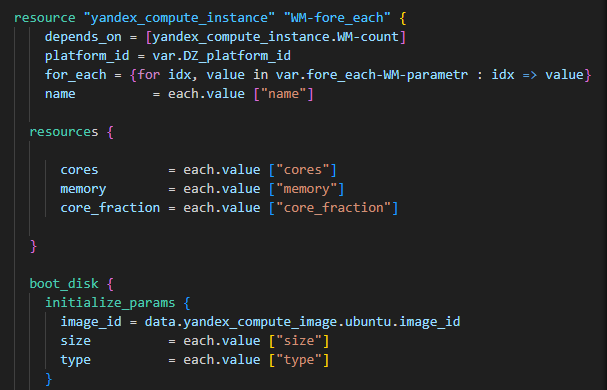 resource "yandex_compute_instance" "WM-fore_each" {
depends_on = [yandex_compute_instance.WM-count]
platform_id = var.DZ_platform_id
for_each = {for idx, value in var.fore_each-WM-parametr : idx => value}
name = each.value ["name"]
resources {
cores = each.value ["cores"]
memory = each.value ["memory"]
core_fraction = each.value ["core_fraction"]
}
boot_disk {
initialize_params {
image_id = data.yandex_compute_image.ubuntu.image_id
size = each.value ["size"]
type = each.value ["type"]
}